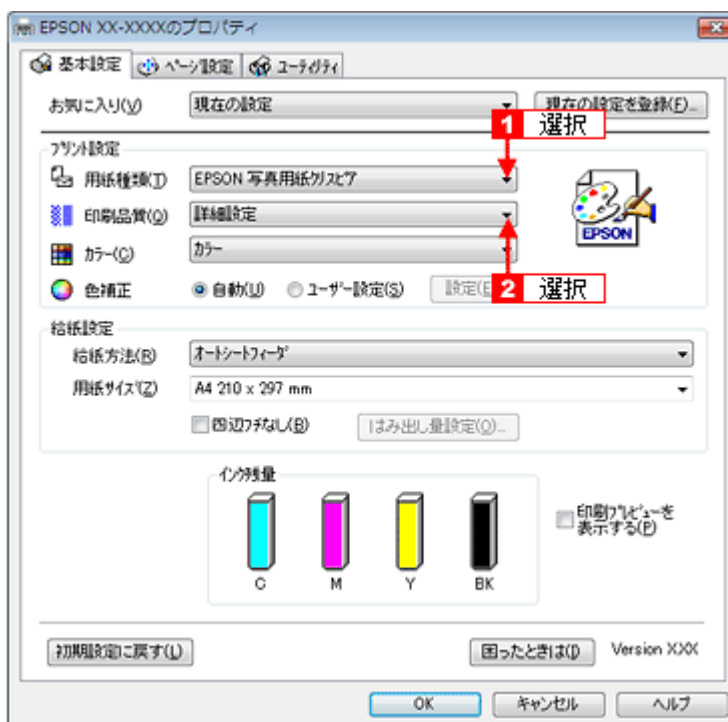 EPSON XX-XXXXのプロパティ
基本設定 ページ設定 ユーティリティ
お気に入り(V) 現在の設定 現在の設定を登録(F)...
1 選択
プリント設定
用紙種類(T) EPSON 写真用紙クリスピア
印刷品質(Q) 詳細設定
EPSON
カラー(C) カラー
2 選択
色補正 自動(U) ユーザー設定(S) 設定(E
給紙設定
給紙方法(R) オートシートフィーダ
用紙サイズ(Z) A4 210 x 297 mm
四辺フチなし(B) はみ出し量設定(O)...
インク残量
C M Y BK
印刷プレビューを
表示する(P)
初期設定に戻す(L) 困ったときは(I) Version X.XX
OK キャンセル ヘルプ